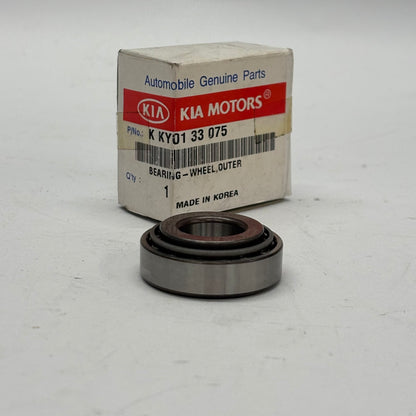 Automobile Genuine Parts
KIA KIA MOTORS®
P/No.: K KY01 33 075
BEARING-WHEEL,OUTER
Q'ty : 1
MADE IN KOREA